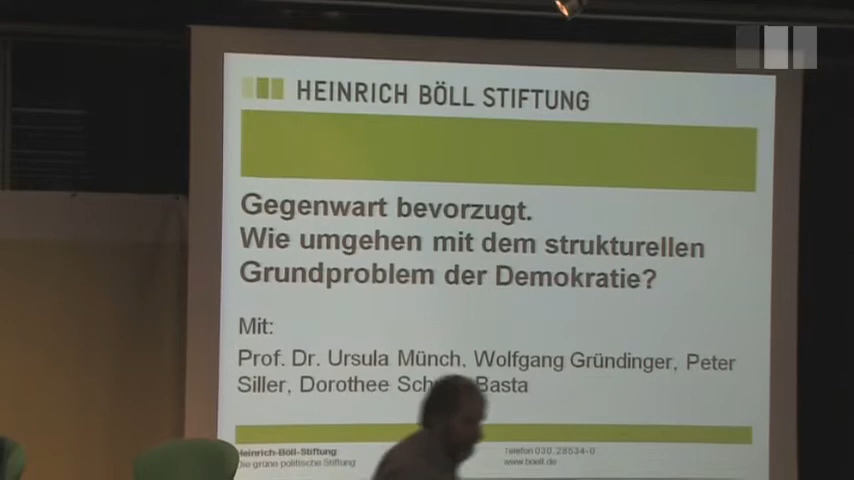 HEINRICH BÖLL STIFTUNG
Gegenwart bevorzugt.
Wie umgehen mit dem strukturellen
Grundproblem der Demokratie?
Mit:
Prof. Dr. Ursula Münch, Wolfgang Gründinger, Peter
Siller, Dorothee Basta
Heinrich-Böll-Stiftung
Die grüne politische Stiftung
Telefon 030.28534-0
www.boell.de